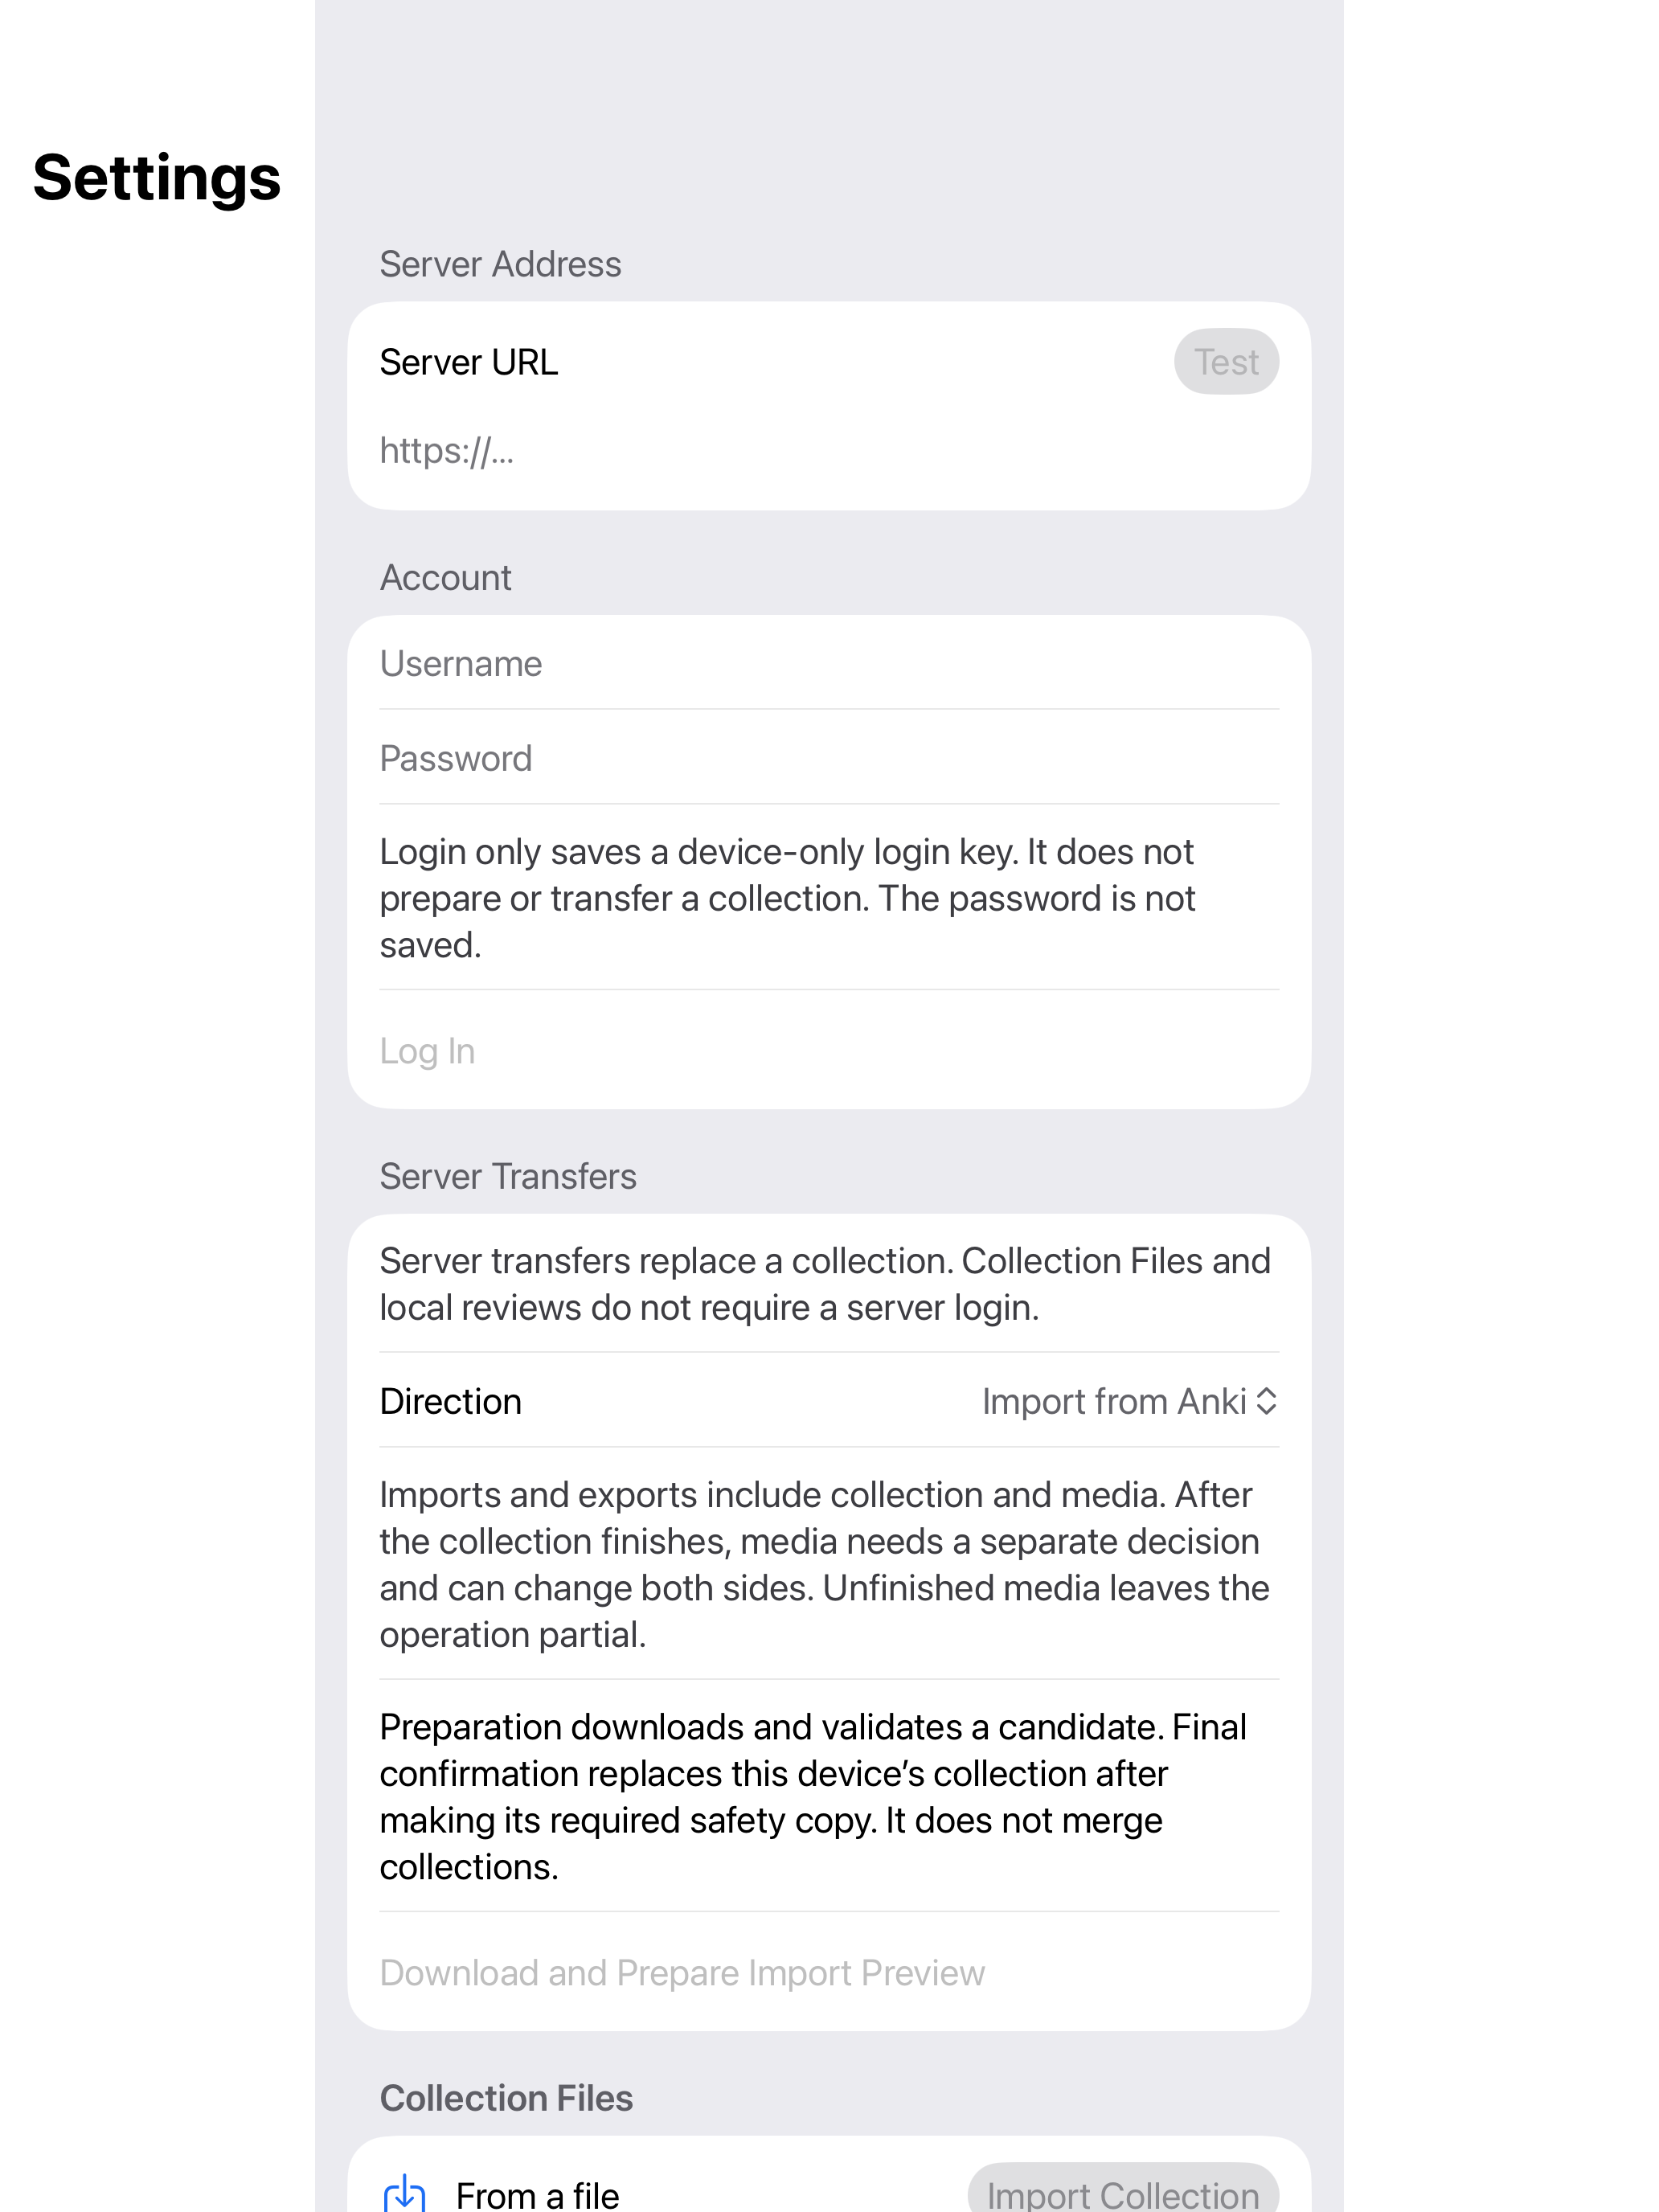 Settings
Server Address
Server URL
Test
https://...
Account
Username
Password
Login only saves a device-only login key. It does not
prepare or transfer a collection. The password is not
saved.
Log In
Server Transfers
Server transfers replace a collection. Collection Files and
local reviews do not require a server login.
Direction
Import from Anki
Imports and exports include collection and media. After
the collection finishes, media needs a separate decision
and can change both sides. Unfinished media leaves the
operation partial.
Preparation downloads and validates a candidate. Final
confirmation replaces this device’s collection after
making its required safety copy. It does not merge
collections.
Download and Prepare Import Preview
Collection Files
From a file
Import Collection